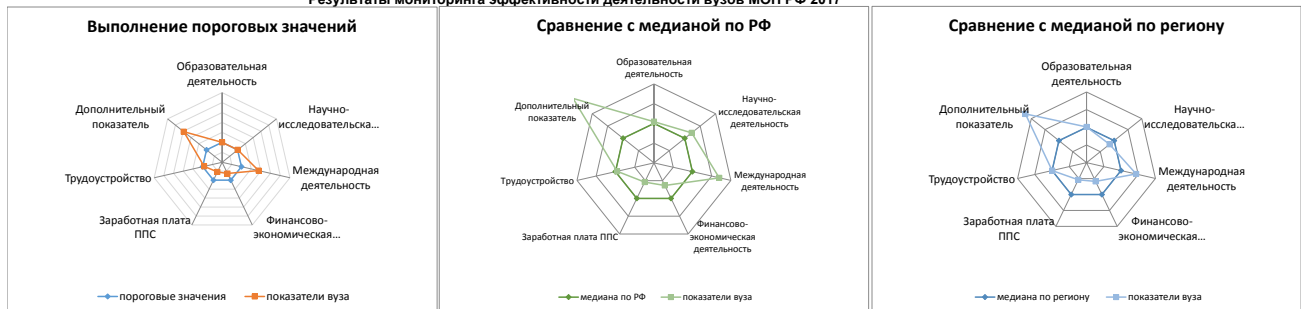 Результаты мониторинга эффективности деятельности вузов МОН РФ 2017
Выполнение пороговых значений
Образовательная
деятельность
Научно-
исследовательска...
Международная
деятельность
Финансово-
экономическая...
Заработная плата
ППС
Трудоустройство
Дополнительный
показатель
пороговые значения
показатели вуза
Сравнение с медианой по РФ
Образовательная
деятельность
Научно-
исследовательская
деятельность
Международная
деятельность
Финансово-
экономическая
деятельность
Заработная плата ППС
Трудоустройство
Дополнительный
показатель
медиана по РФ
показатели вуза
Сравнение с медианой по региону
Образовательная
деятельность
Научно-
исследовательска...
Международная
деятельность
Финансово-
экономическая...
Заработная плата
ППС
Трудоустройство
Дополнительный
показатель
медиана по региону
показатели вуза